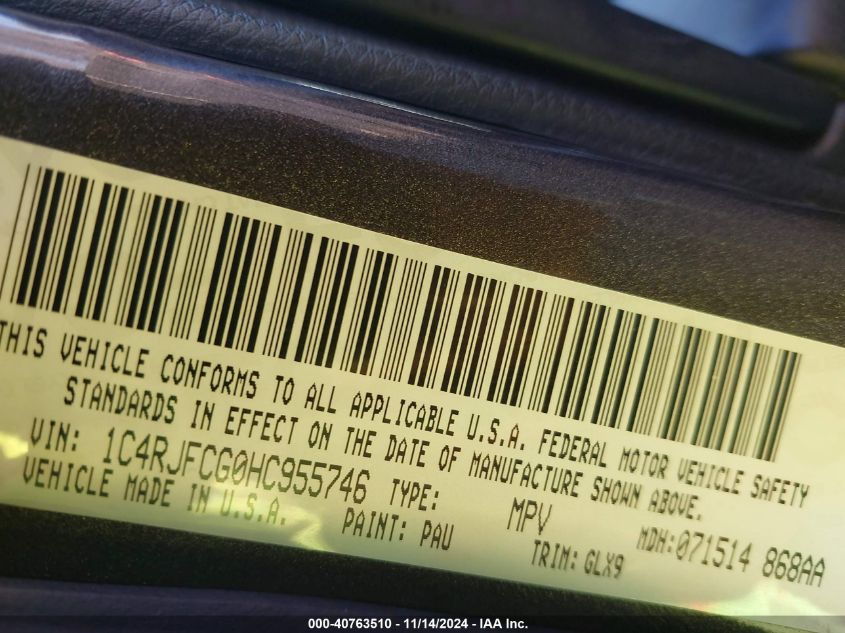 THIS VEHICLE CONFORMS TO ALL APPLICABLE U.S.A. FEDERAL MOTOR VEHICLE SAFETY
STANDARDS IN EFFECT ON THE DATE OF MANUFACTURE SHOWN ABOVE.
VIN: 1C4RJFCG0HC955746 TYPE: MPV MDH:071514 868AA
VEHICLE MADE IN U.S.A. PAINT: PAU TRIM: GLX9
000-40763510 - 11/14/2024 - IAA Inc.